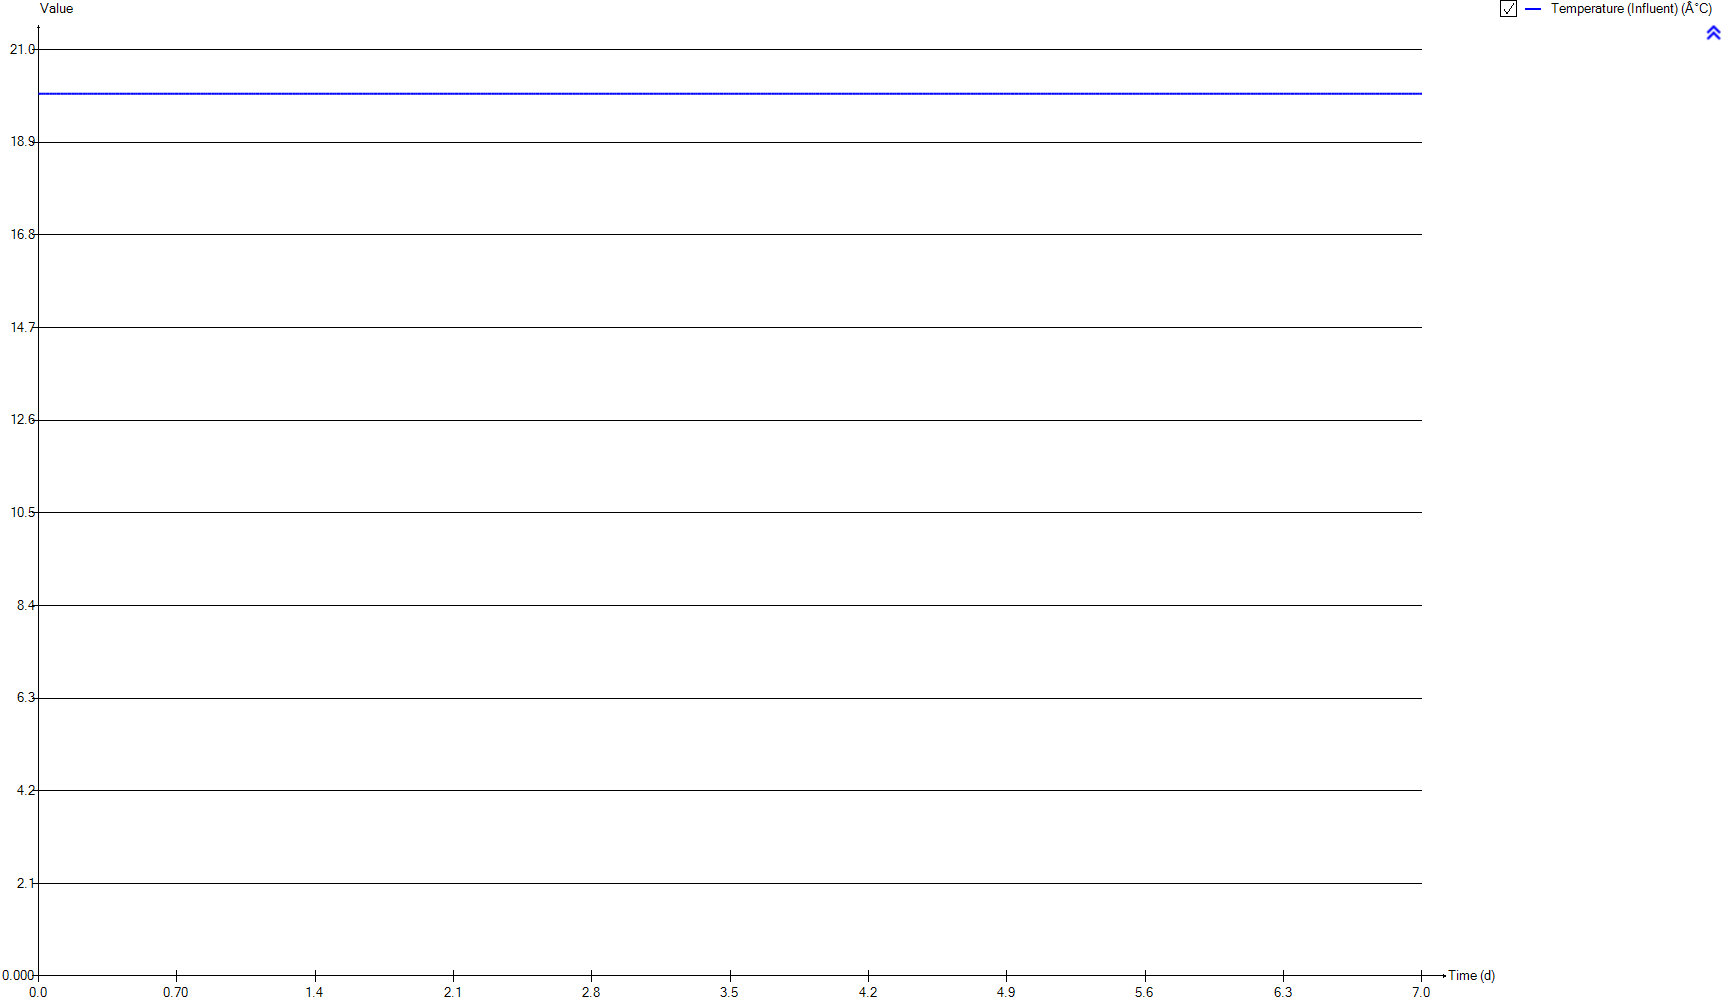 Value
Temperature (Influent) (Â°C)
21.0
18.9
16.8
14.7
12.6
10.5
8.4
6.3
4.2
2.1
0.000
Time (d)
0.0 0.70 1.4 2.1 2.8 3.5 4.2 4.9 5.6 6.3 7.0